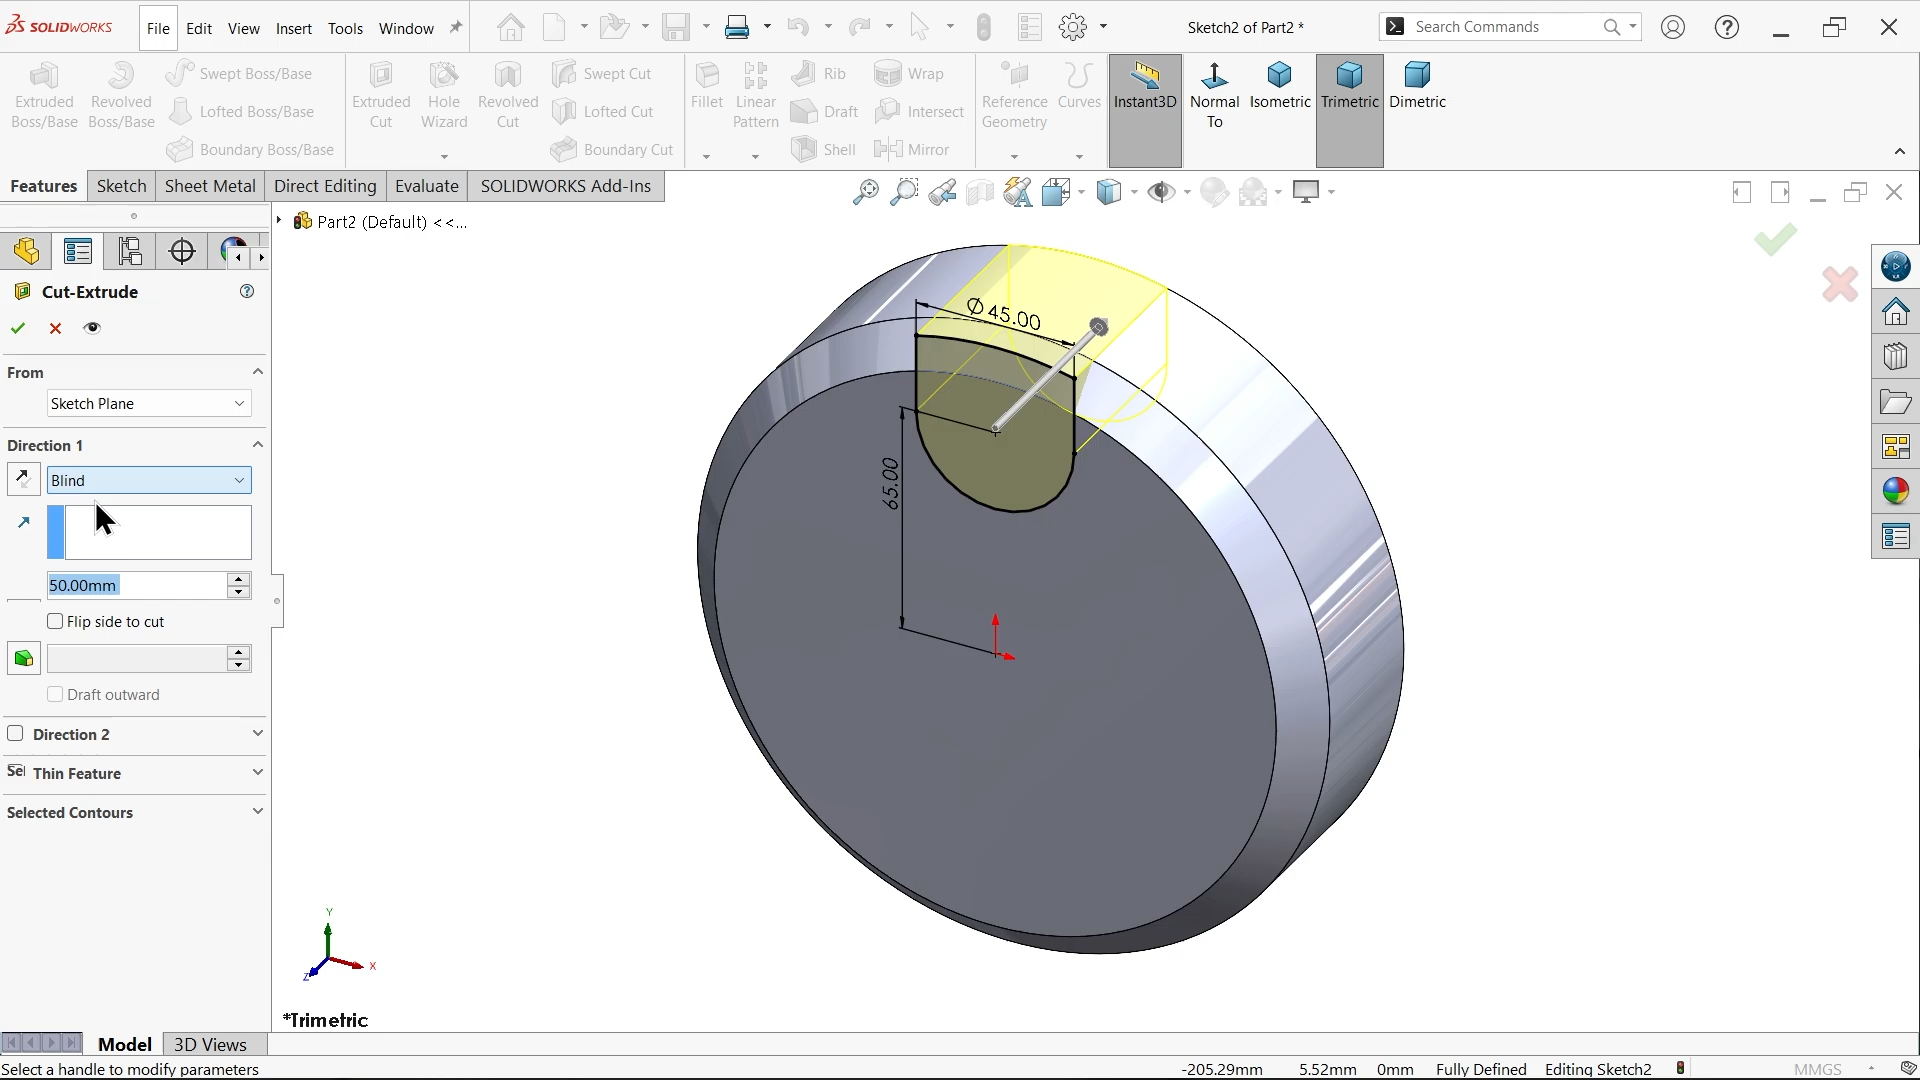 SOLIDWORKS
File Edit View Insert Tools Window
Sketch2 of Part2 *
Search Commands
Extruded Boss/Base
Revolved Boss/Base
Swept Boss/Base
Lofted Boss/Base
Boundary Boss/Base
Extruded Cut
Hole Wizard
Revolved Cut
Swept Cut
Lofted Cut
Boundary Cut
Fillet
Linear Pattern
Rib
Draft
Shell
Wrap
Intersect
Mirror
Reference Geometry
Curves
Instant3D
Normal To
Isometric
Trimetric
Dimetric
Features Sketch Sheet Metal Direct Editing Evaluate SOLIDWORKS Add-Ins
Part2 (Default) <<...
Cut-Extrude
From
Sketch Plane
Direction 1
Blind
50.00mm
Flip side to cut
Draft outward
Direction 2
Sel Thin Feature
Selected Contours
Ø 45.00
65.00
Y
X
Z
*Trimetric
Model 3D Views
Select a handle to modify parameters
-205.29mm 5.52mm 0mm Fully Defined Editing Sketch2 MMGS